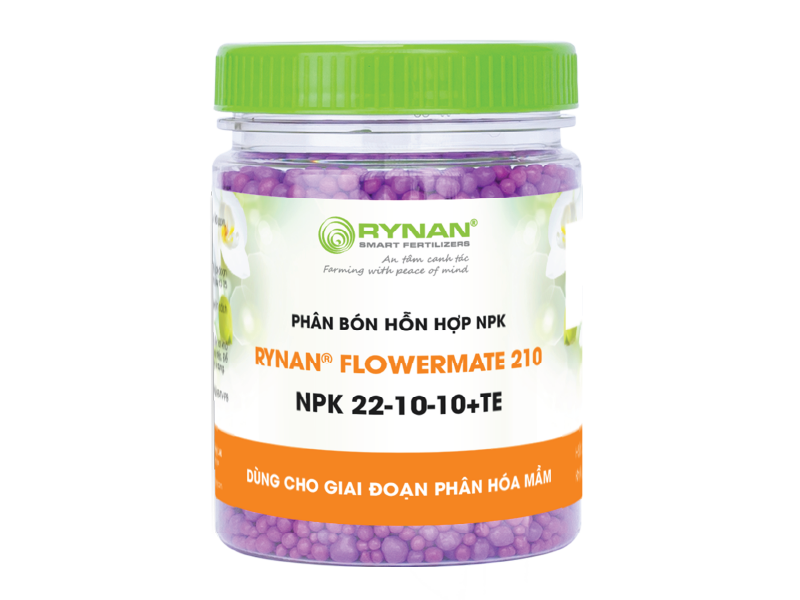 RYNAN®
SMART FERTILIZERS
An tâm canh tác
Farming with peace of mind
PHÂN BÓN HỖN HỢP NPK
RYNAN® FLOWERMATE 210
NPK 22-10-10+TE
DÙNG CHO GIAI ĐOẠN PHÂN HÓA MẦM